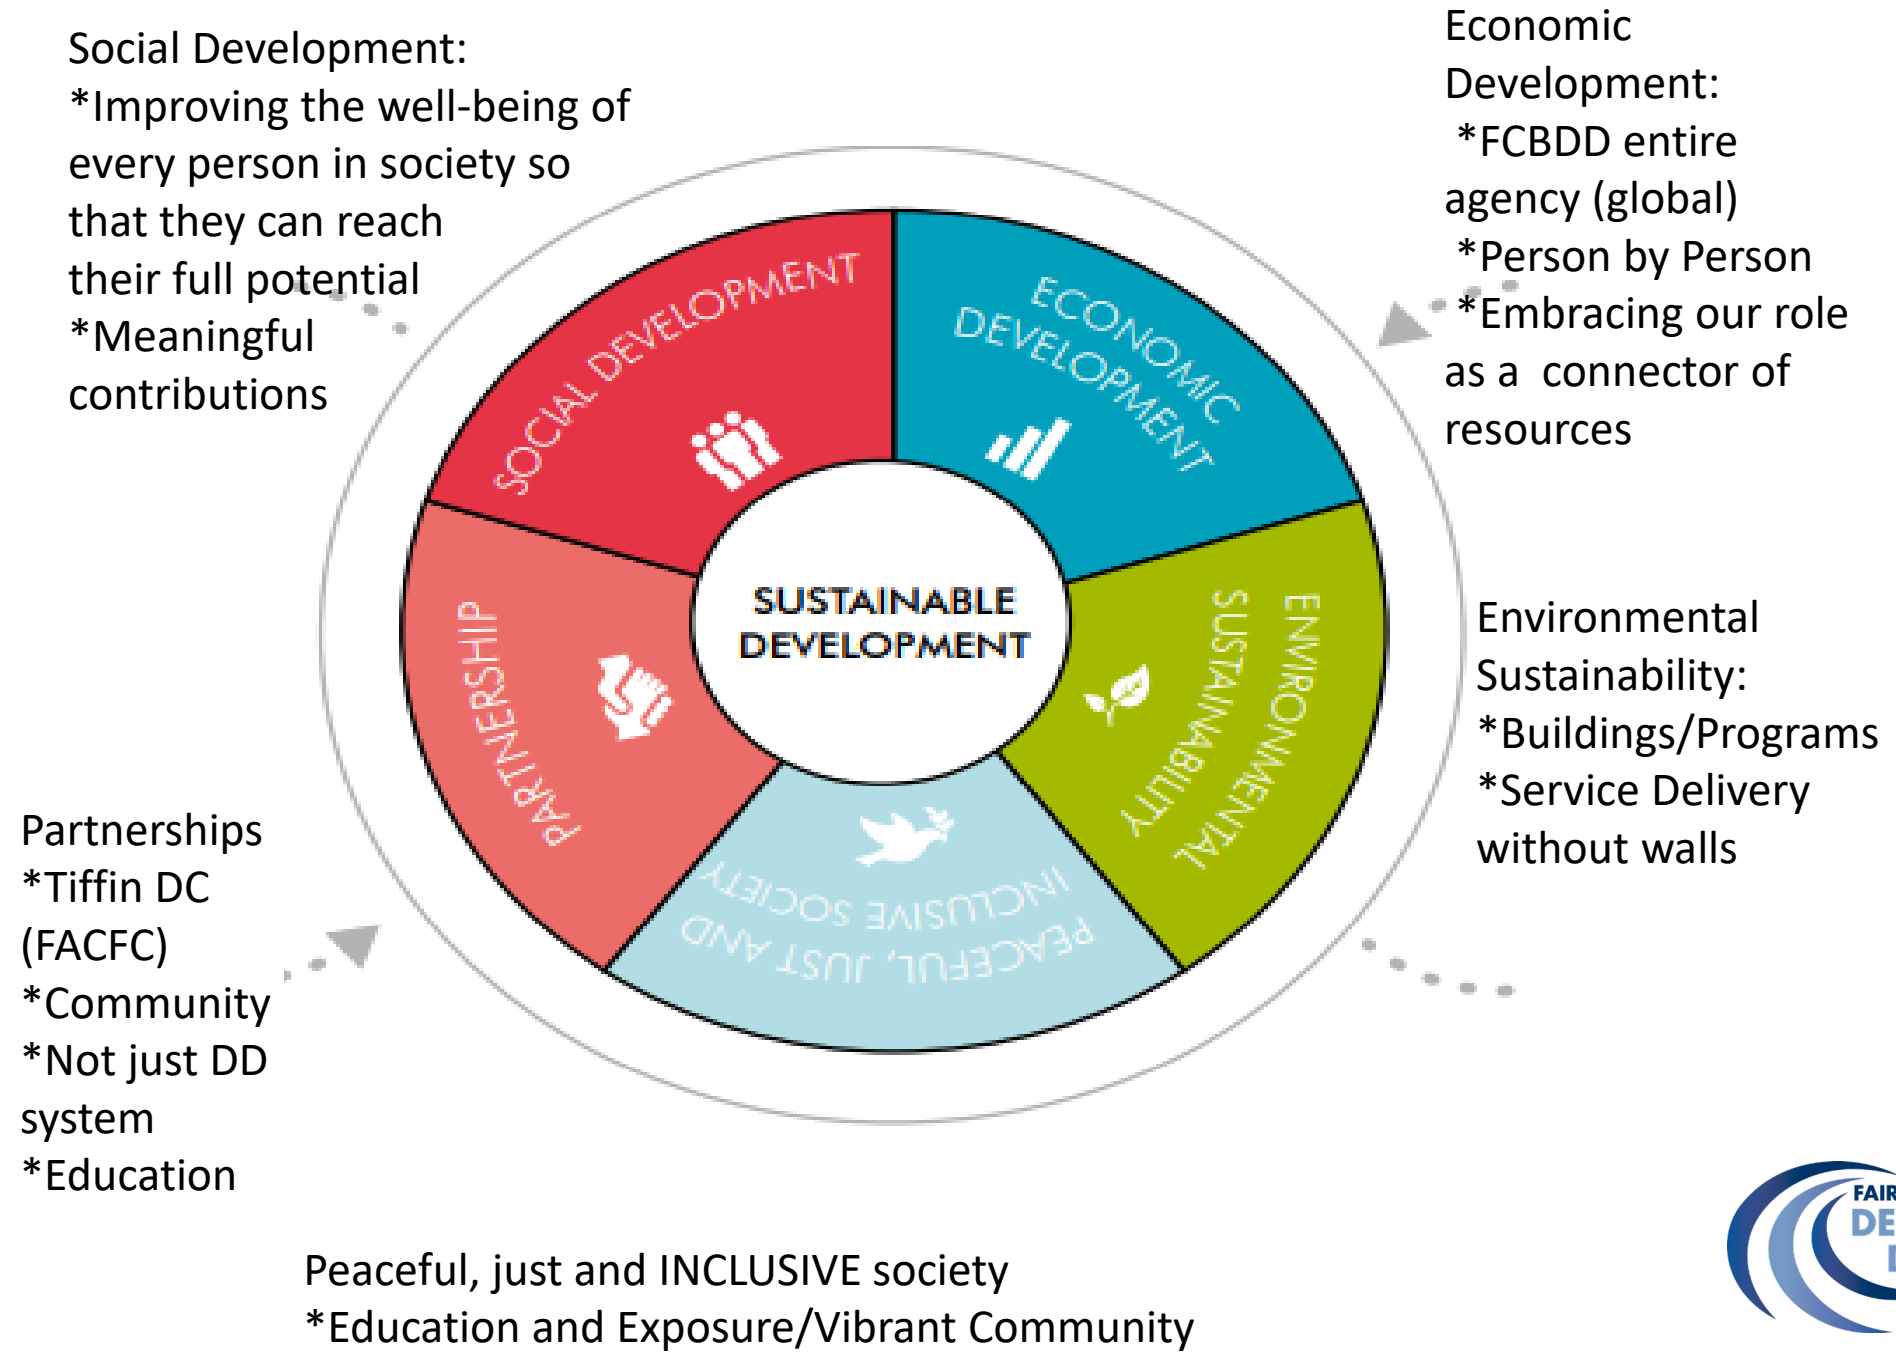 Social Development:
*Improving the well-being of
every person in society so
that they can reach
their full potential
*Meaningful
contributions
Economic
Development:
*FCBDD entire
agency (global)
*Person by Person
*Embracing our role
as a  connector of
resources
SOCIAL DEVELOPMENT
ECONOMIC
DEVELOPMENT
SUSTAINABLE
DEVELOPMENT
PARTNERSHIP
ENVIRONMENTAL
SUSTAINABILITY
PEACEFUL, JUST AND
INCLUSIVE SOCIETY
Environmental
Sustainability:
*Buildings/Programs
*Service Delivery
without walls
Partnerships
*Tiffin DC
(FACFC)
*Community
*Not just DD
system
*Education
Peaceful, just and INCLUSIVE society
*Education and Exposure/Vibrant Community
FAIR
DE